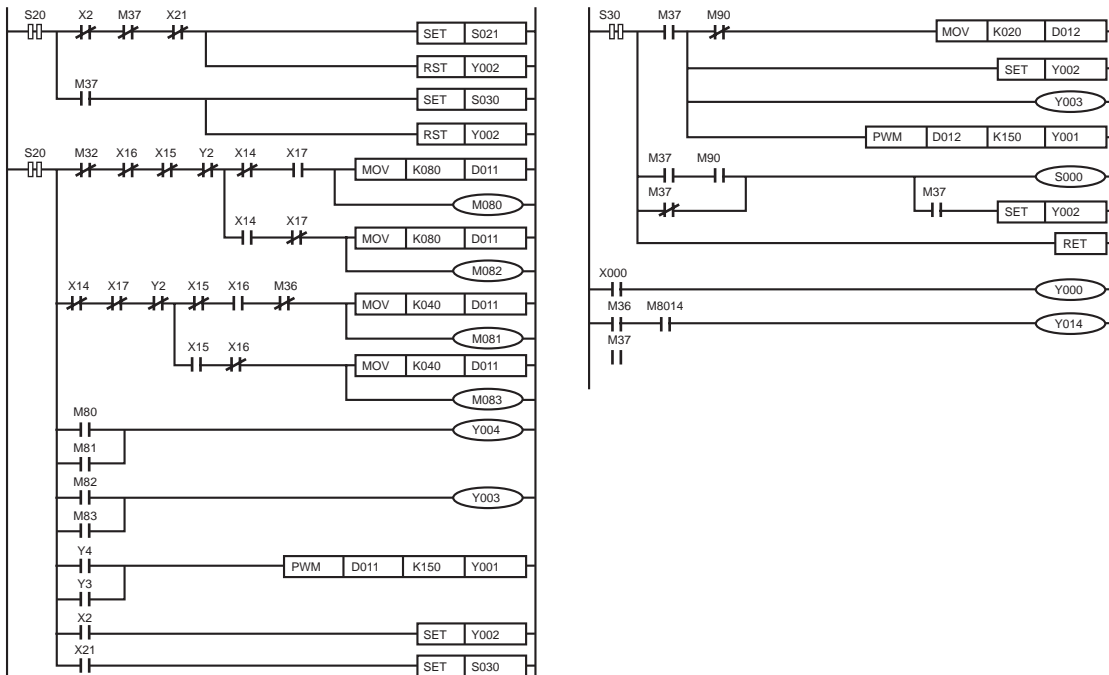 S20 X2 M37 X21
SET S021
RST Y002
M37
SET S030
RST Y002
S20 M32 X16 X15 Y2 X14 X17
MOV K080 D011
M080
X14 X17
MOV K080 D011
M082
X14 X17 Y2 X15 X16 M36
MOV K040 D011
M081
X15 X16
MOV K040 D011
M083
M80
Y004
M81
M82
Y003
M83
Y4
PWM D011 K150 Y001
Y3
X2
SET Y002
X21
SET S030
S30 M37 M90
MOV K020 D012
SET Y002
Y003
PWM D012 K150 Y001
M37 M90
S000
M37 M37
SET Y002
RET
X000
Y000
M36 M8014
Y014
M37